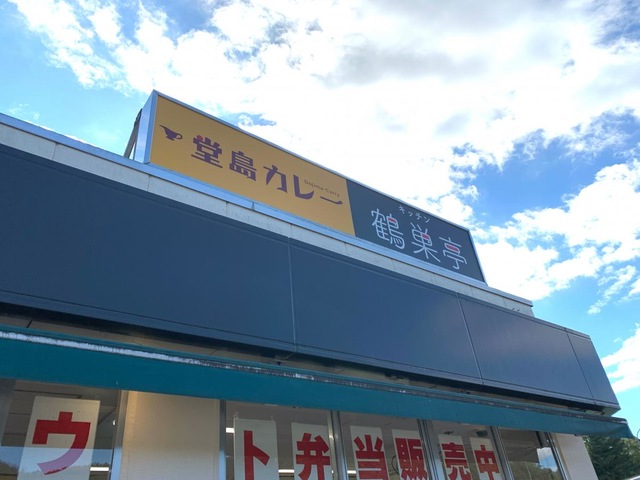 堂島カレー
Dojima Curry
キッチン
鶴巣亭
ウ
ト弁当販売中